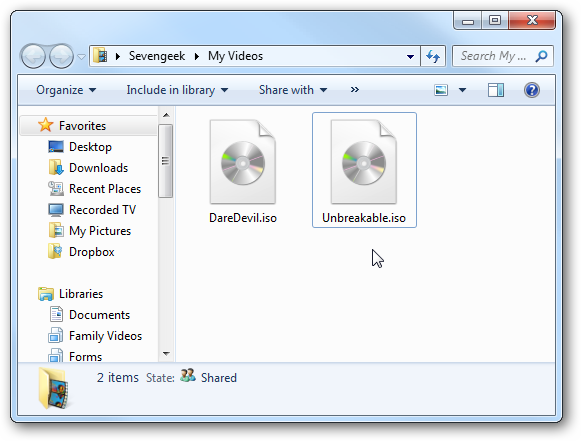 Sevengeek My Videos
Search My ...
Organize Include in library Share with »
Favorites
Desktop
Downloads
Recent Places
Recorded TV
My Pictures
Dropbox
Libraries
Documents
Family Videos
Forms
DareDevil.iso
Unbreakable.iso
2 items State: Shared